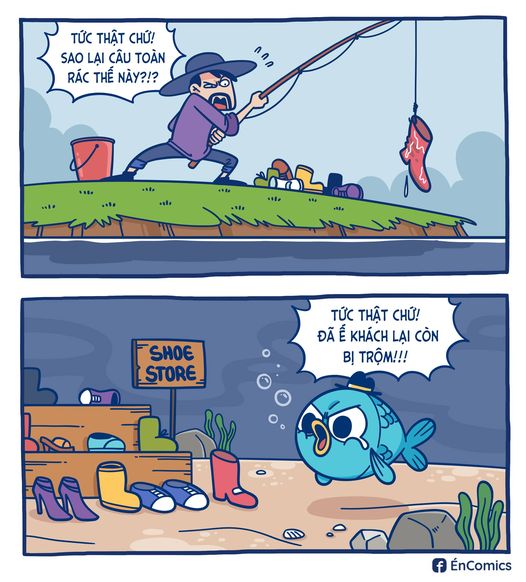 TỨC THẬT CHỨ!
SAO LẠI CÂU TOÀN
RÁC THẾ NÀY?!?
TỨC THẬT CHỨ!
ĐÃ Ế KHÁCH LẠI CÒN
BỊ TRỘM!!!
SHOE
STORE
ÉnComics